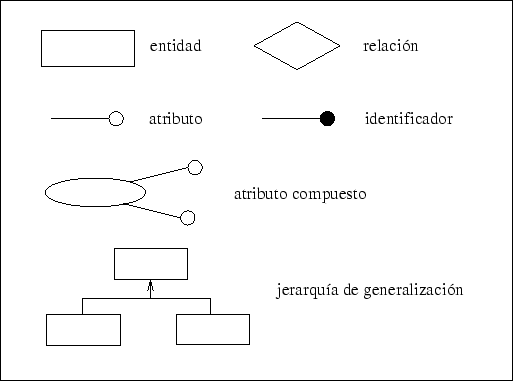 entidad
relación
atributo
identificador
atributo compuesto
jerarquía de generalización